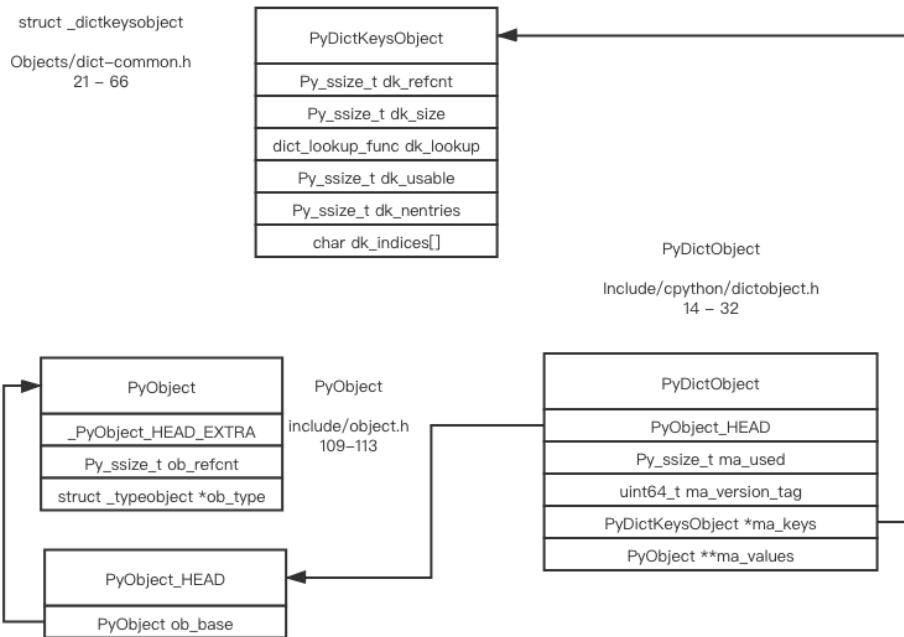 struct _dictkeysobject
Objects/dict-common.h
21 - 66
PyDictKeysObject
Py_ssize_t dk_refcnt
Py_ssize_t dk_size
dict_lookup_func dk_lookup
Py_ssize_t dk_usable
Py_ssize_t dk_nentries
char dk_indices[]
PyDictObject
Include/cpython/dictobject.h
14 - 32
PyObject
_PyObject_HEAD_EXTRA
Py_ssize_t ob_refcnt
struct _typeobject *ob_type
PyObject
include/object.h
109-113
PyDictObject
PyObject_HEAD
Py_ssize_t ma_used
uint64_t ma_version_tag
PyDictKeysObject *ma_keys
PyObject **ma_values
PyObject_HEAD
PyObject ob_base